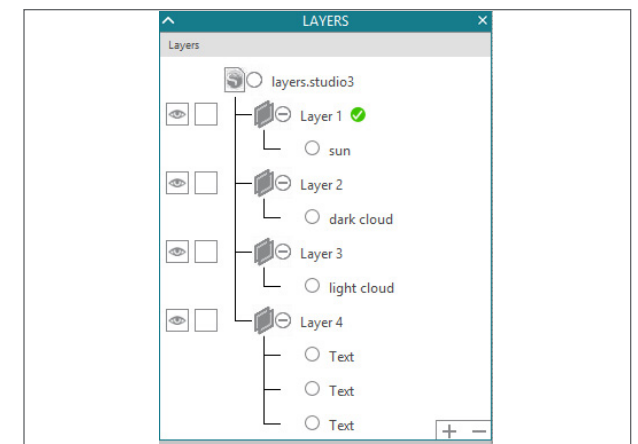 LAYERS
Layers
layers.studio3
Layer 1
sun
Layer 2
dark cloud
Layer 3
light cloud
Layer 4
Text
Text
Text